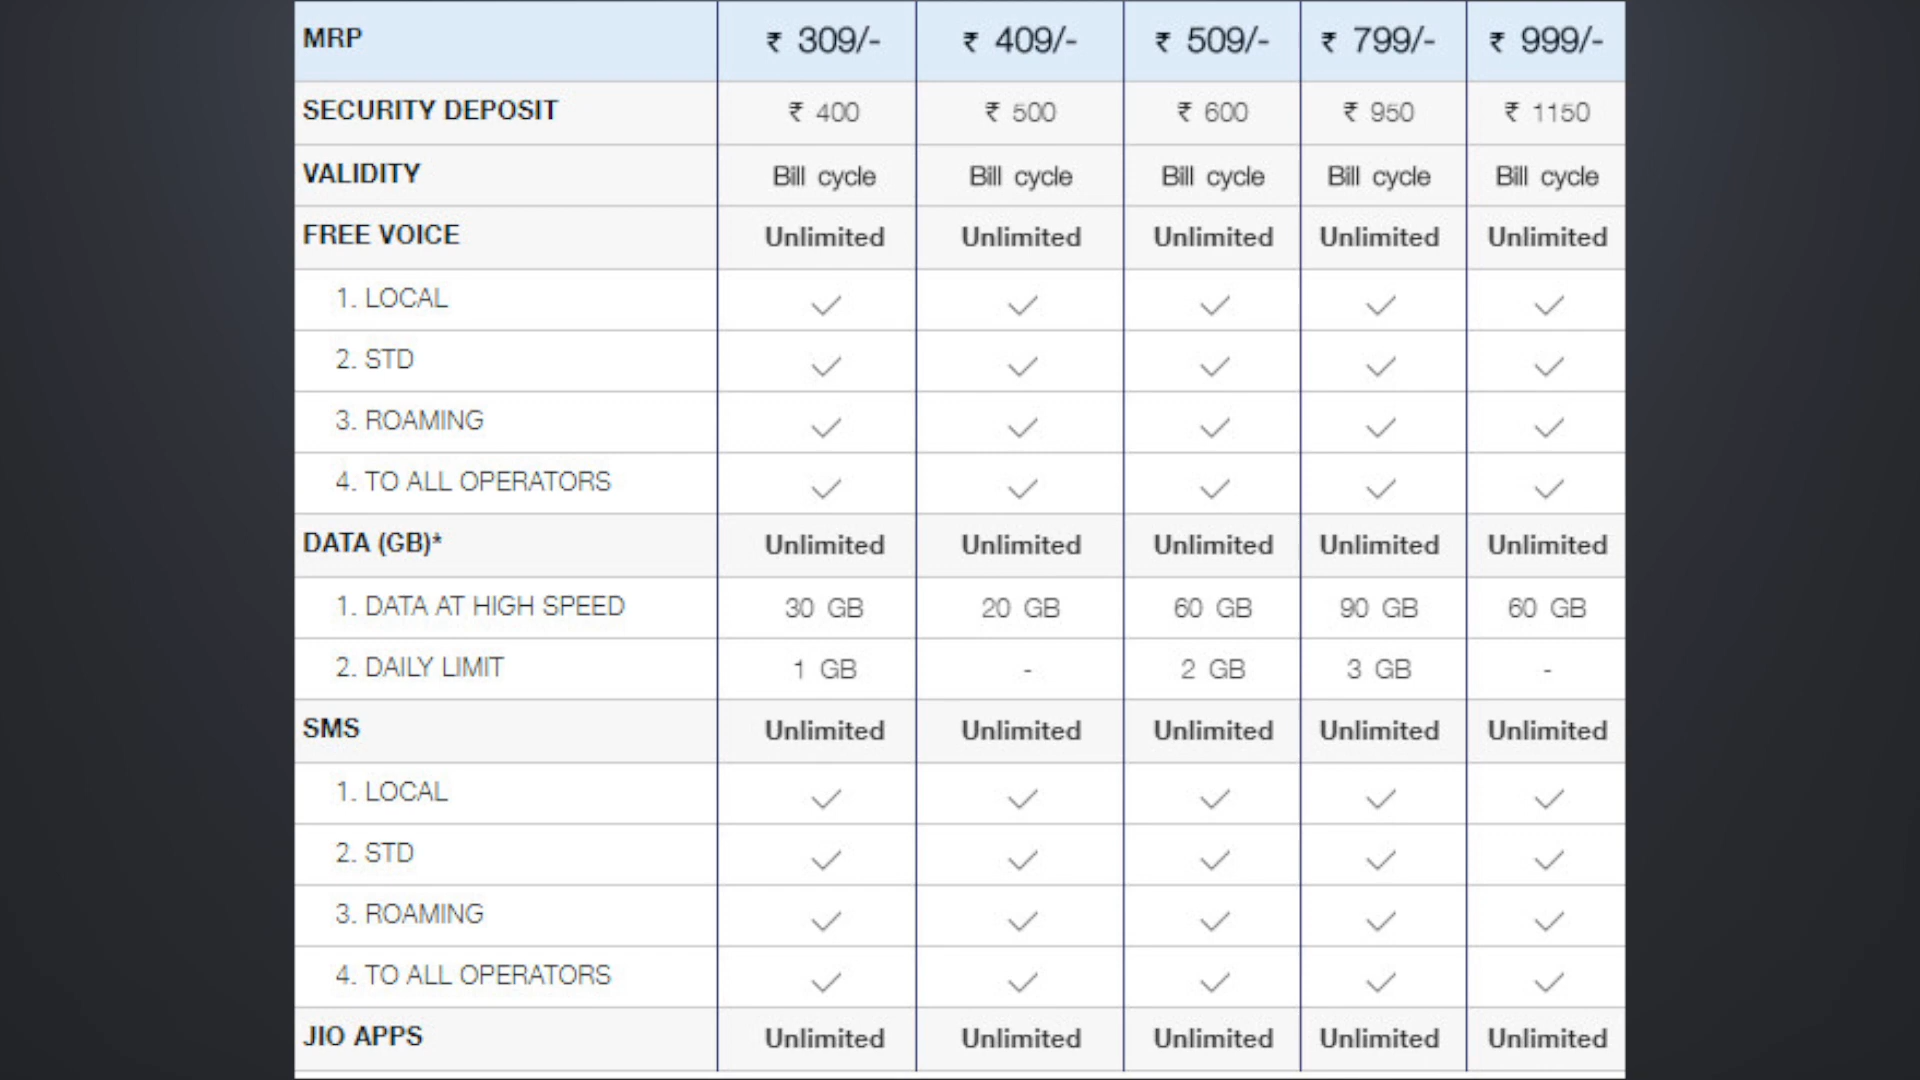 MRP ₹ 309/- ₹ 409/- ₹ 509/- ₹ 799/- ₹ 999/-
SECURITY DEPOSIT ₹ 400 ₹ 500 ₹ 600 ₹ 950 ₹ 1150
VALIDITY Bill cycle Bill cycle Bill cycle Bill cycle Bill cycle
FREE VOICE Unlimited Unlimited Unlimited Unlimited Unlimited
1. LOCAL ✓ ✓ ✓ ✓ ✓
2. STD ✓ ✓ ✓ ✓ ✓
3. ROAMING ✓ ✓ ✓ ✓ ✓
4. TO ALL OPERATORS ✓ ✓ ✓ ✓ ✓
DATA (GB)* Unlimited Unlimited Unlimited Unlimited Unlimited
1. DATA AT HIGH SPEED 30 GB 20 GB 60 GB 90 GB 60 GB
2. DAILY LIMIT 1 GB - 2 GB 3 GB -
SMS Unlimited Unlimited Unlimited Unlimited Unlimited
1. LOCAL ✓ ✓ ✓ ✓ ✓
2. STD ✓ ✓ ✓ ✓ ✓
3. ROAMING ✓ ✓ ✓ ✓ ✓
4. TO ALL OPERATORS ✓ ✓ ✓ ✓ ✓
JIO APPS Unlimited Unlimited Unlimited Unlimited Unlimited